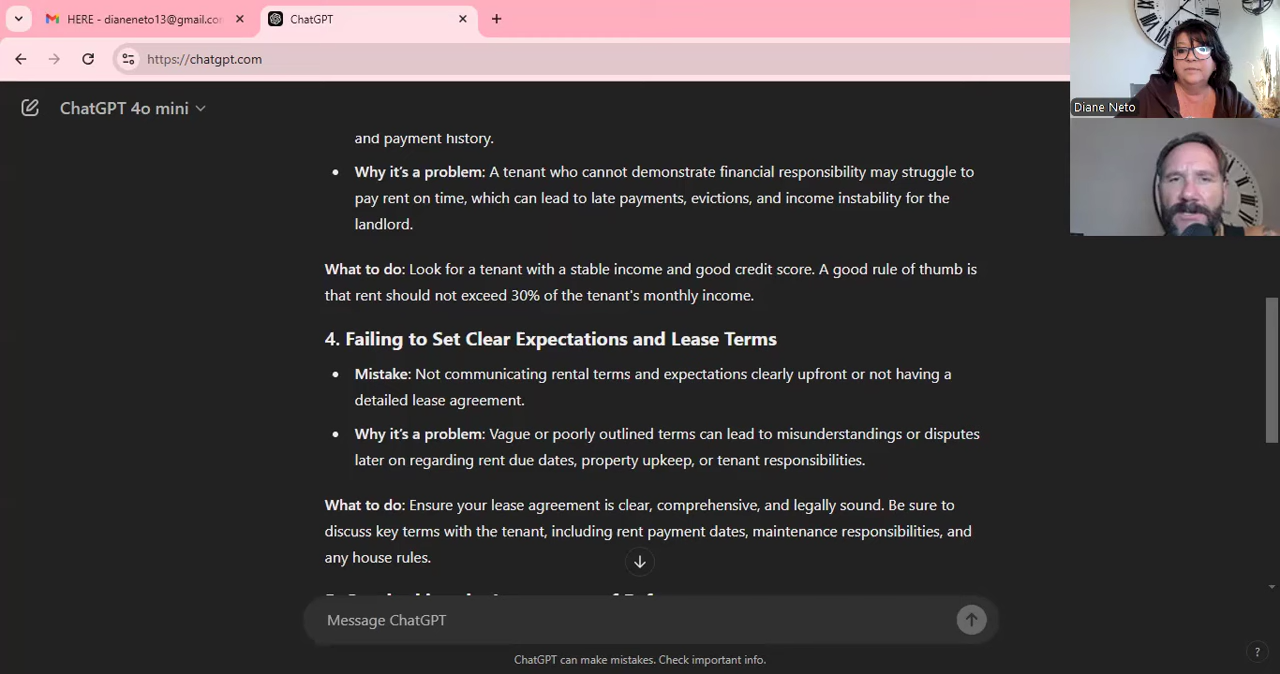 HERE - dianeneto13@gmail.co
ChatGPT
https://chatgpt.com
Diane Neto
ChatGPT 4o mini
and payment history.
• Why it's a problem: A tenant who cannot demonstrate financial responsibility may struggle to
pay rent on time, which can lead to late payments, evictions, and income instability for the
landlord.
What to do: Look for a tenant with a stable income and good credit score. A good rule of thumb is
that rent should not exceed 30% of the tenant's monthly income.
4. Failing to Set Clear Expectations and Lease Terms
• Mistake: Not communicating rental terms and expectations clearly upfront or not having a
detailed lease agreement.
• Why it's a problem: Vague or poorly outlined terms can lead to misunderstandings or disputes
later on regarding rent due dates, property upkeep, or tenant responsibilities.
What to do: Ensure your lease agreement is clear, comprehensive, and legally sound. Be sure to
discuss key terms with the tenant, including rent payment dates, maintenance responsibilities, and
any house rules.
Message ChatGPT
ChatGPT can make mistakes. Check important info.
?